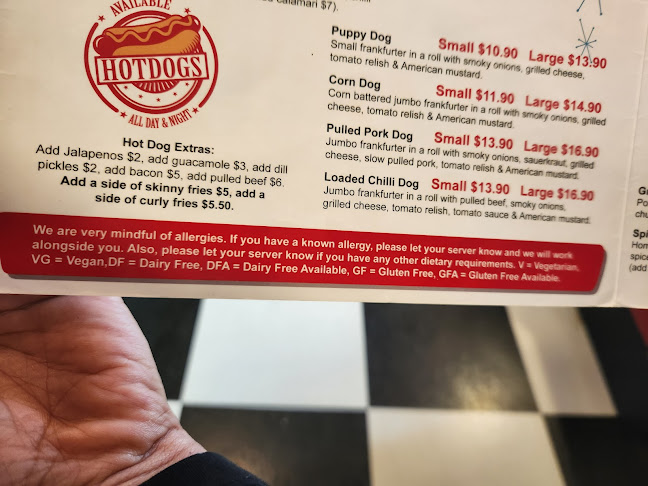 calamari $7).
AVAILABLE
HOTDOGS
ALL DAY & NIGHT
Hot Dog Extras:
Add Jalapenos $2, add guacamole $3, add dill
pickles $2, add bacon $5, add pulled beef $6.
Add a side of skinny fries $5, add a
side of curly fries $5.50.
Puppy Dog Small $10.90 Large $13.90
Small frankfurter in a roll with smoky onions, grilled cheese,
tomato relish & American mustard.
Corn Dog Small $11.90 Large $14.90
Corn battered jumbo frankfurter in a roll with smoky onions, grilled
cheese, tomato relish & American mustard.
Pulled Pork Dog Small $13.90 Large $16.90
Jumbo frankfurter in a roll with smoky onions, sauerkraut, grilled
cheese, slow pulled pork, tomato relish & American mustard.
Loaded Chilli Dog Small $13.90 Large $16.90
Jumbo frankfurter in a roll with pulled beef, smoky onions,
grilled cheese, tomato relish, tomato sauce & American mustard.
We are very mindful of allergies. If you have a known allergy, please let your server know and we will work
alongside you. Also, please let your server know if you have any other dietary requirements. V = Vegetarian,
VG = Vegan,DF = Dairy Free, DFA = Dairy Free Available, GF = Gluten Free, GFA = Gluten Free Available.
(add